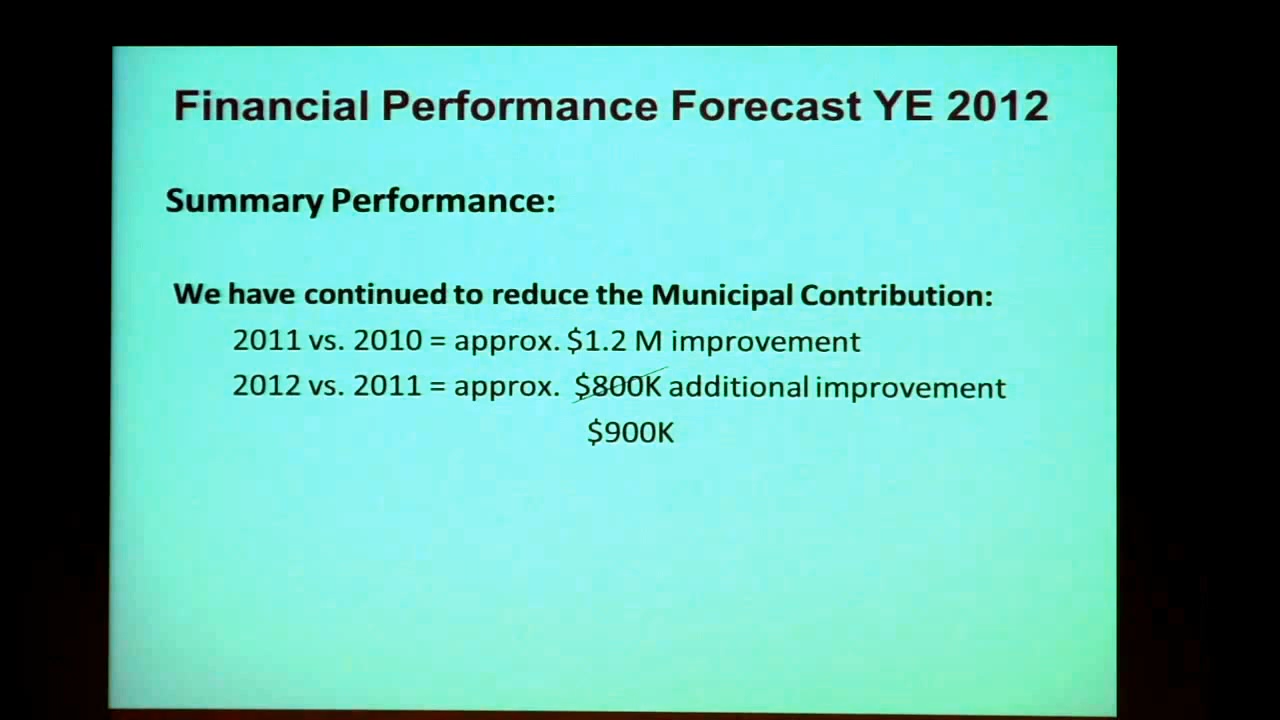 Financial Performance Forecast YE 2012
Summary Performance:
We have continued to reduce the Municipal Contribution:
2011 vs. 2010 = approx. $1.2 M improvement
2012 vs. 2011 = approx. $800K additional improvement
$900K